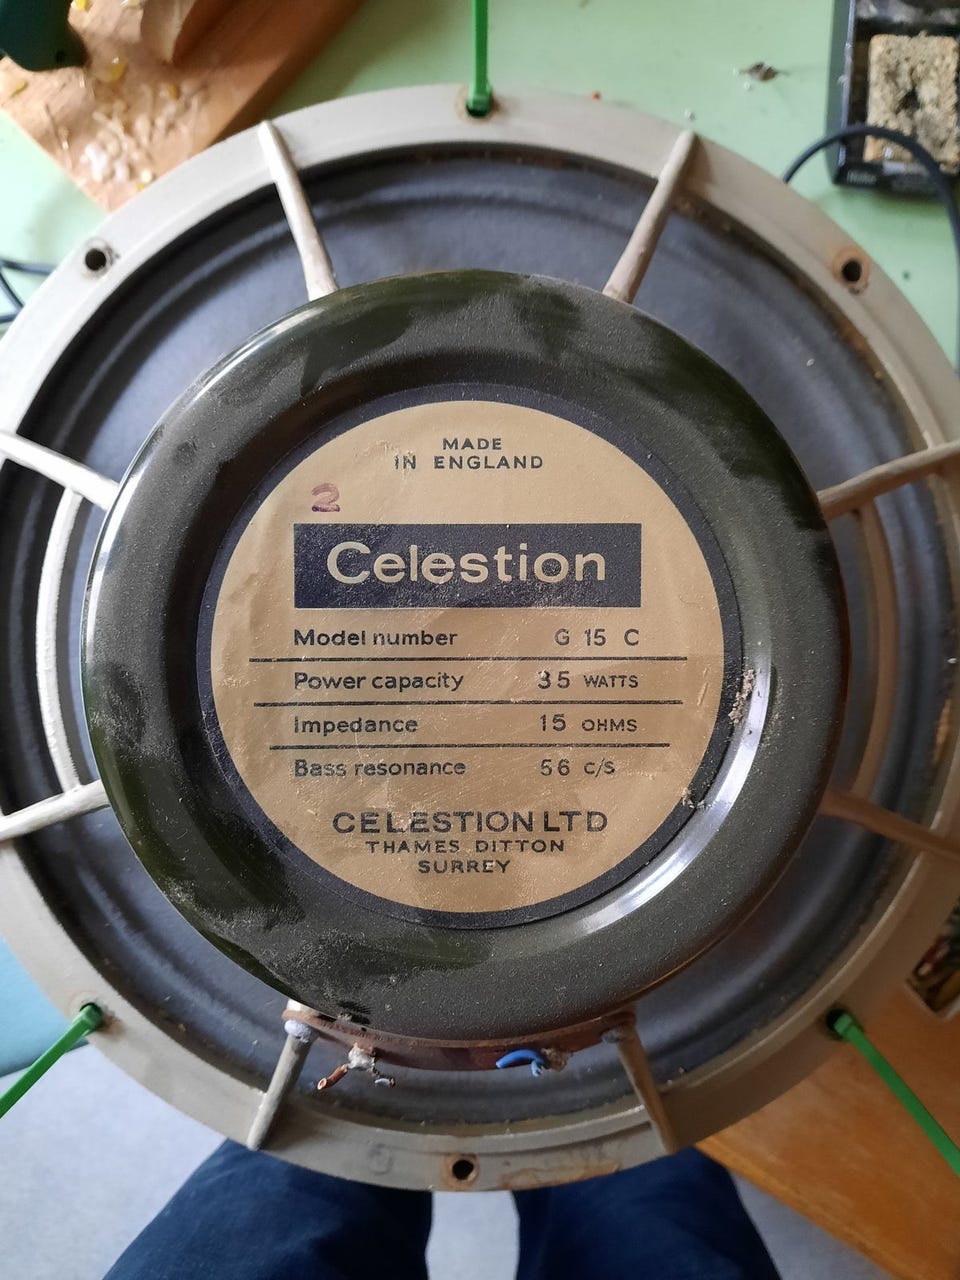 MADE
IN ENGLAND
2
Celestion
Model number G 15 C
Power capacity 35 WATTS
Impedance 15 OHMS
Bass resonance 56 c/s
CELESTION LTD
THAMES DITTON
SURREY